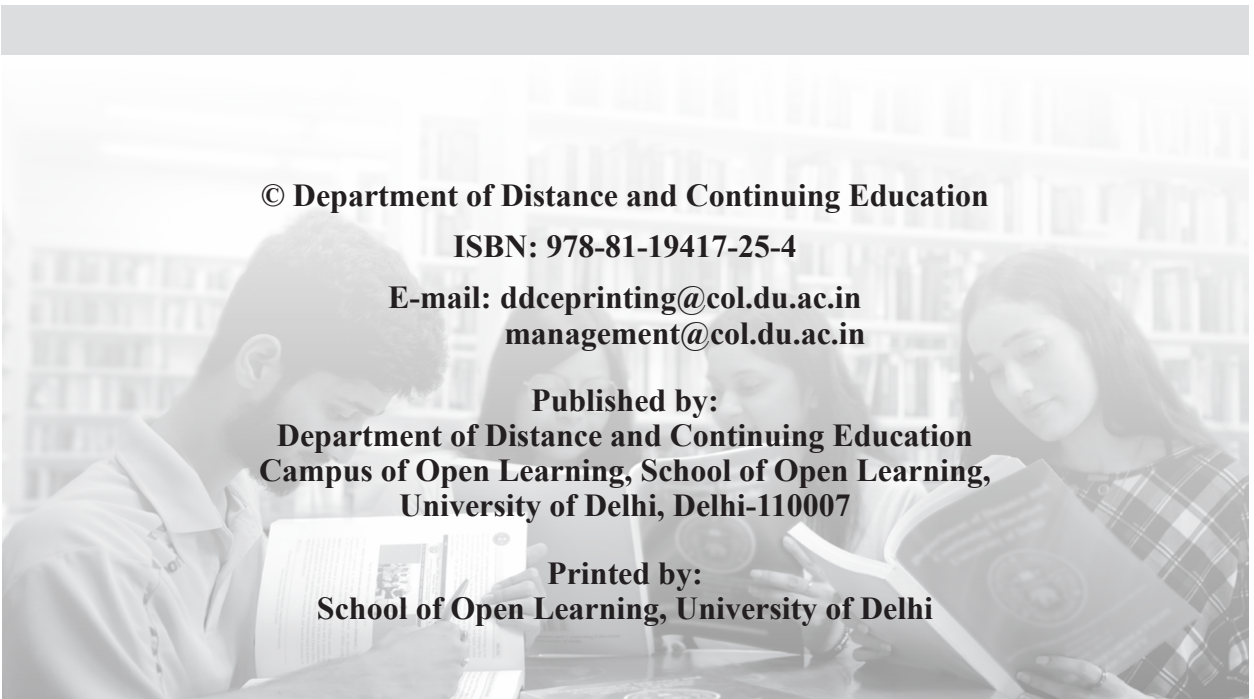 © Department of Distance and Continuing Education
ISBN: 978-81-19417-25-4
E-mail: ddceprinting@col.du.ac.in
management@col.du.ac.in
Published by:
Department of Distance and Continuing Education
Campus of Open Learning, School of Open Learning,
University of Delhi, Delhi-110007
Printed by:
School of Open Learning, University of Delhi